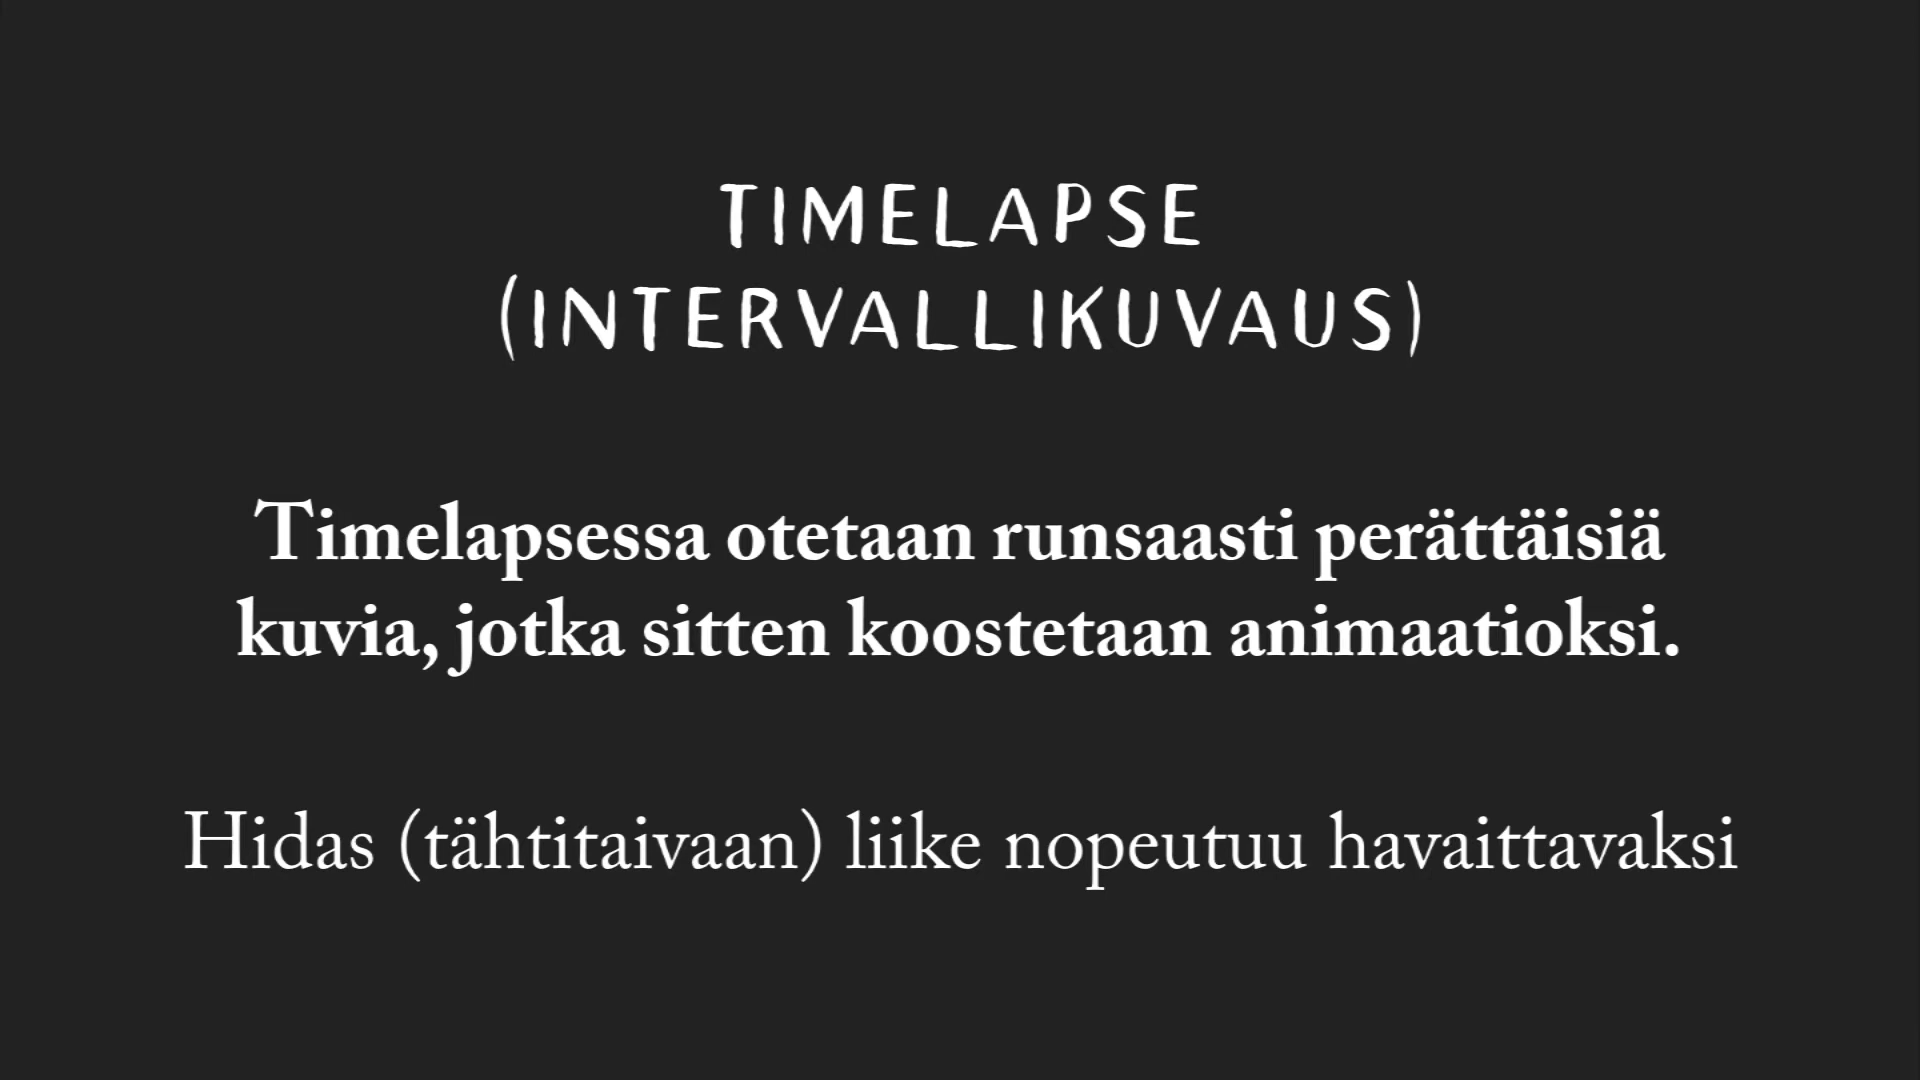 TIMELAPSE
(INTERVALLIKUVAUS)
Timelapsessa otetaan runsaasti perättäisiä
kuvia, jotka sitten koostetaan animaatioksi.
Hidas (tähtitaivaan) liike nopeutuu havaittavaksi